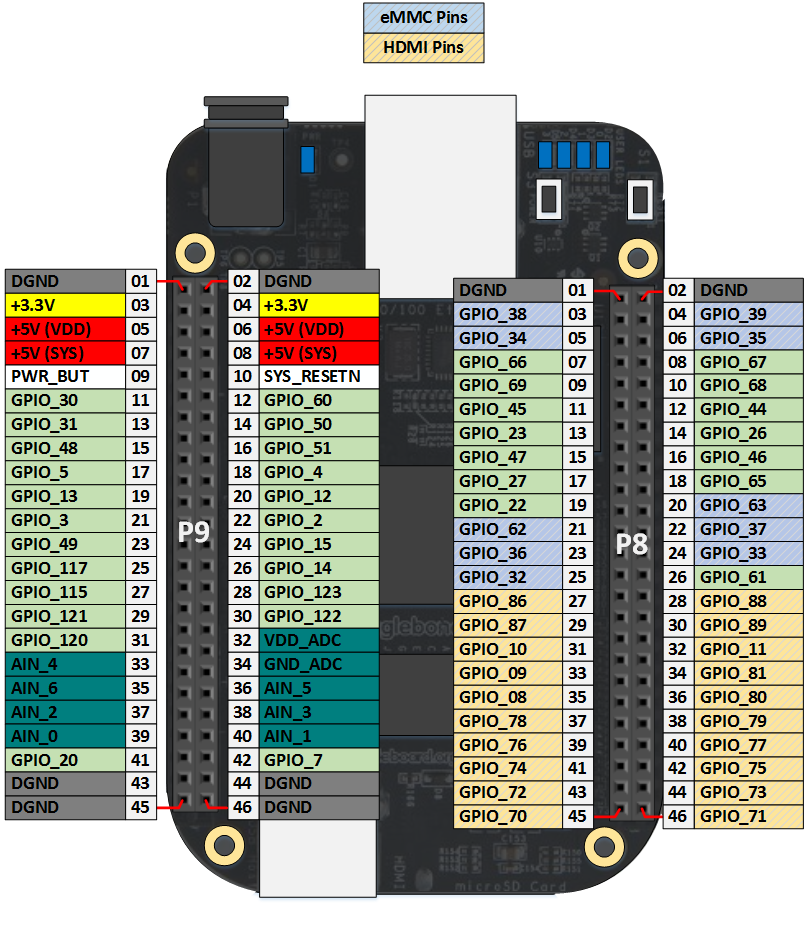 eMMC Pins
HDMI Pins
DGND 01 02 DGND
+3.3V 03 04 +3.3V
+5V (VDD) 05 06 +5V (VDD)
+5V (SYS) 07 08 +5V (SYS)
PWR_BUT 09 10 SYS_RESETN
GPIO_30 11 12 GPIO_60
GPIO_31 13 14 GPIO_50
GPIO_48 15 16 GPIO_51
GPIO_5 17 18 GPIO_4
GPIO_13 19 20 GPIO_12
GPIO_3 21 22 GPIO_2
GPIO_49 23 24 GPIO_15
GPIO_117 25 26 GPIO_14
GPIO_115 27 28 GPIO_123
GPIO_121 29 30 GPIO_122
GPIO_120 31 32 VDD_ADC
AIN_4 33 34 GND_ADC
AIN_6 35 36 AIN_5
AIN_2 37 38 AIN_3
AIN_0 39 40 AIN_1
GPIO_20 41 42 GPIO_7
DGND 43 44 DGND
DGND 45 46 DGND
P9
DGND 01 02 DGND
GPIO_38 03 04 GPIO_39
GPIO_34 05 06 GPIO_35
GPIO_66 07 08 GPIO_67
GPIO_69 09 10 GPIO_68
GPIO_45 11 12 GPIO_44
GPIO_23 13 14 GPIO_26
GPIO_47 15 16 GPIO_46
GPIO_27 17 18 GPIO_65
GPIO_22 19 20 GPIO_63
GPIO_62 21 22 GPIO_37
GPIO_36 23 24 GPIO_33
GPIO_32 25 26 GPIO_61
GPIO_86 27 28 GPIO_88
GPIO_87 29 30 GPIO_89
GPIO_10 31 32 GPIO_11
GPIO_09 33 34 GPIO_81
GPIO_08 35 36 GPIO_80
GPIO_78 37 38 GPIO_79
GPIO_76 39 40 GPIO_77
GPIO_74 41 42 GPIO_75
GPIO_72 43 44 GPIO_73
GPIO_70 45 46 GPIO_71
P8
HDMI
microSD Card